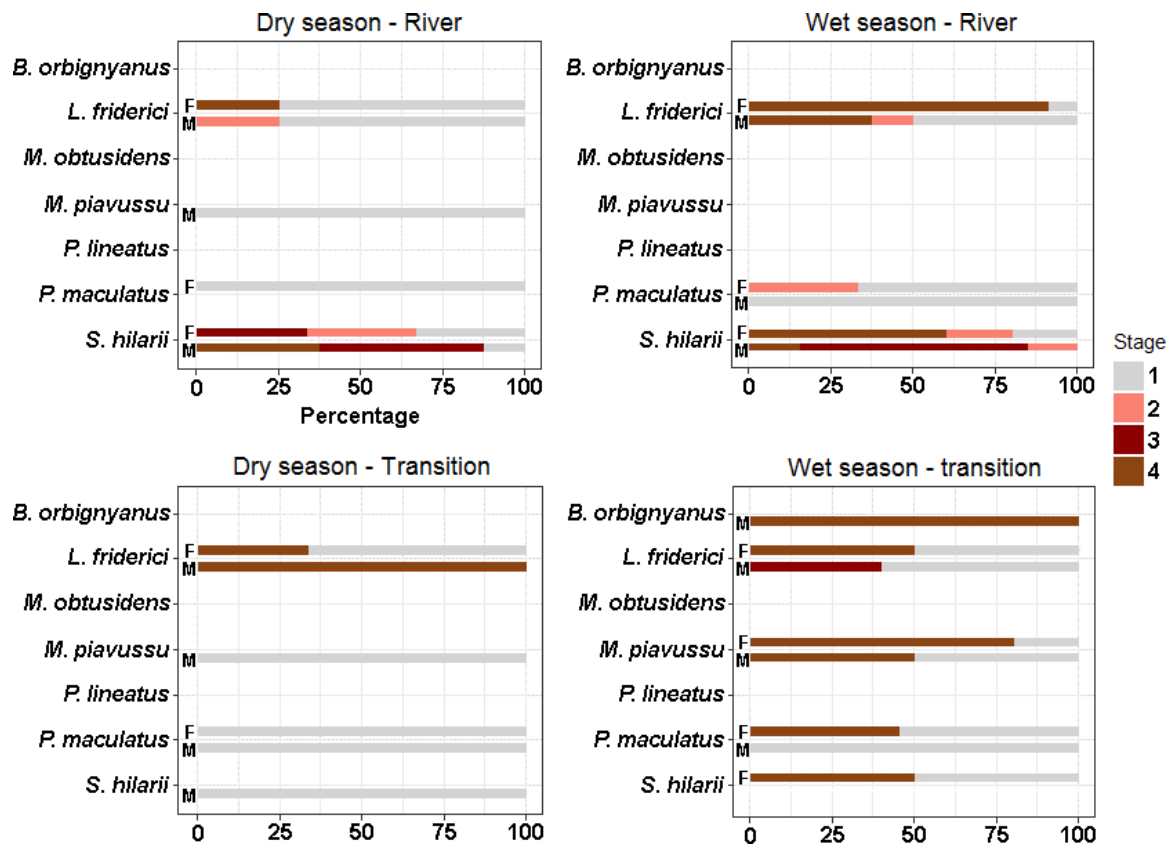 Dry season - River
B. orbignyanus
L. friderici
F
M
M. obtusidens
M. piavussu
M
P. lineatus
P. maculatus
F
S. hilarii
F
M
0 25 50 75 100
Percentage
Wet season - River
B. orbignyanus
L. friderici
F
M
M. obtusidens
M. piavussu
P. lineatus
P. maculatus
F
M
S. hilarii
F
M
0 25 50 75 100
Stage
1
2
3
4
Dry season - Transition
B. orbignyanus
L. friderici
F
M
M. obtusidens
M. piavussu
M
P. lineatus
P. maculatus
F
M
S. hilarii
M
0 25 50 75 100
Wet season - transition
B. orbignyanus
M
L. friderici
F
M
M. obtusidens
M. piavussu
F
M
P. lineatus
P. maculatus
F
M
S. hilarii
F
0 25 50 75 100